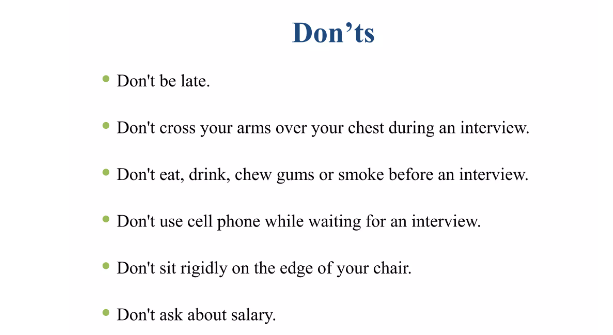 Don’ts
Don't be late.
Don't cross your arms over your chest during an interview.
Don't eat, drink, chew gums or smoke before an interview.
Don't use cell phone while waiting for an interview.
Don't sit rigidly on the edge of your chair.
Don't ask about salary.